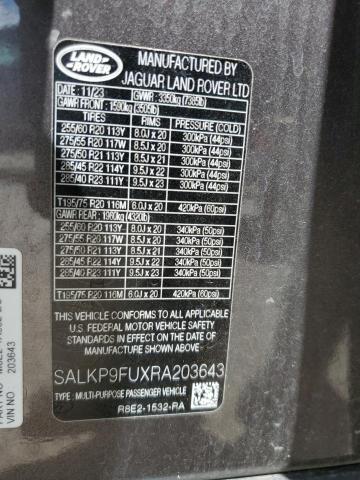 LAND
ROVER
MANUFACTURED BY
JAGUAR LAND ROVER LTD
DATE: 11/23 GVWR: 3350kg (7385lb)
GAWR FRONT: 1590kg (3505lb)
TIRES RIMS PRESSURE (COLD)
255/60 R20 113Y 8.0J x 20 300kPa (44psi)
275/55 R20 117W 8.5J x 20 300kPa (44psi)
275/50 R21 113Y 8.5J x 21 300kPa (44psi)
285/45 R22 114Y 9.5J x 22 300kPa (44psi)
285/40 R23 111Y 9.5J x 23 300kPa (44psi)
T195/75 R20 116M 6.0J x 20 420kPa (60psi)
GAWR REAR: 1960kg (4320lb)
255/60 R20 113Y 8.0J x 20 340kPa (50psi)
275/55 R20 117W 8.5J x 20 340kPa (50psi)
275/50 R21 113Y 8.5J x 21 340kPa (50psi)
285/45 R22 114Y 9.5J x 22 340kPa (50psi)
285/40 R23 111Y 9.5J x 23 340kPa (50psi)
T195/75 R20 116M 6.0J x 20 420kPa (60psi)
THIS VEHICLE CONFORMS TO ALL
APPLICABLE U.S. FEDERAL MOTOR VEHICLE
SAFETY STANDARDS IN EFFECT ON THE
DATE OF MANUFACTURE SHOWN ABOVE.
SALKP9FUXRA203643
TYPE: MULTI-PURPOSE PASSENGER VEHICLE
R8E2-1532-RA
VIN NO 203643